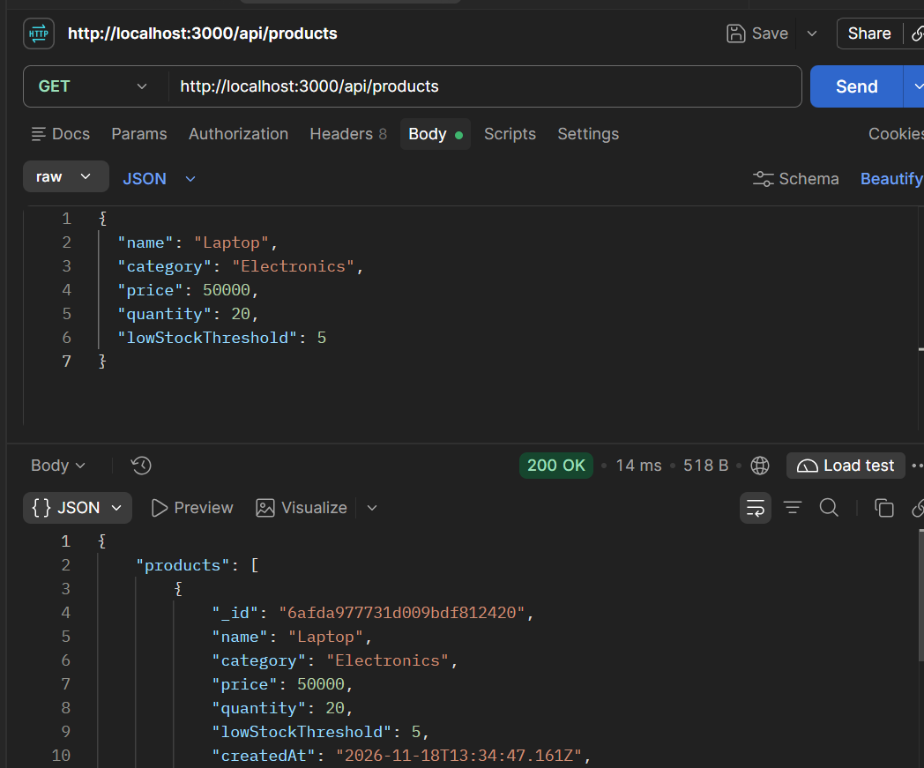 HTTP http://localhost:3000/api/products Save Share
GET http://localhost:3000/api/products Send
Docs Params Authorization Headers 8 Body Scripts Settings Cookies
raw JSON Schema Beautify
1 {
2 "name": "Laptop",
3 "category": "Electronics",
4 "price": 50000,
5 "quantity": 20,
6 "lowStockThreshold": 5
7 }
Body 200 OK • 14 ms • 518 B • Load test
{} JSON Preview Visualize
1 {
2 "products": [
3 {
4 "_id": "6afda977731d009bdf812420",
5 "name": "Laptop",
6 "category": "Electronics",
7 "price": 50000,
8 "quantity": 20,
9 "lowStockThreshold": 5,
10 "createdAt": "2026-11-18T13:34:47.161Z",